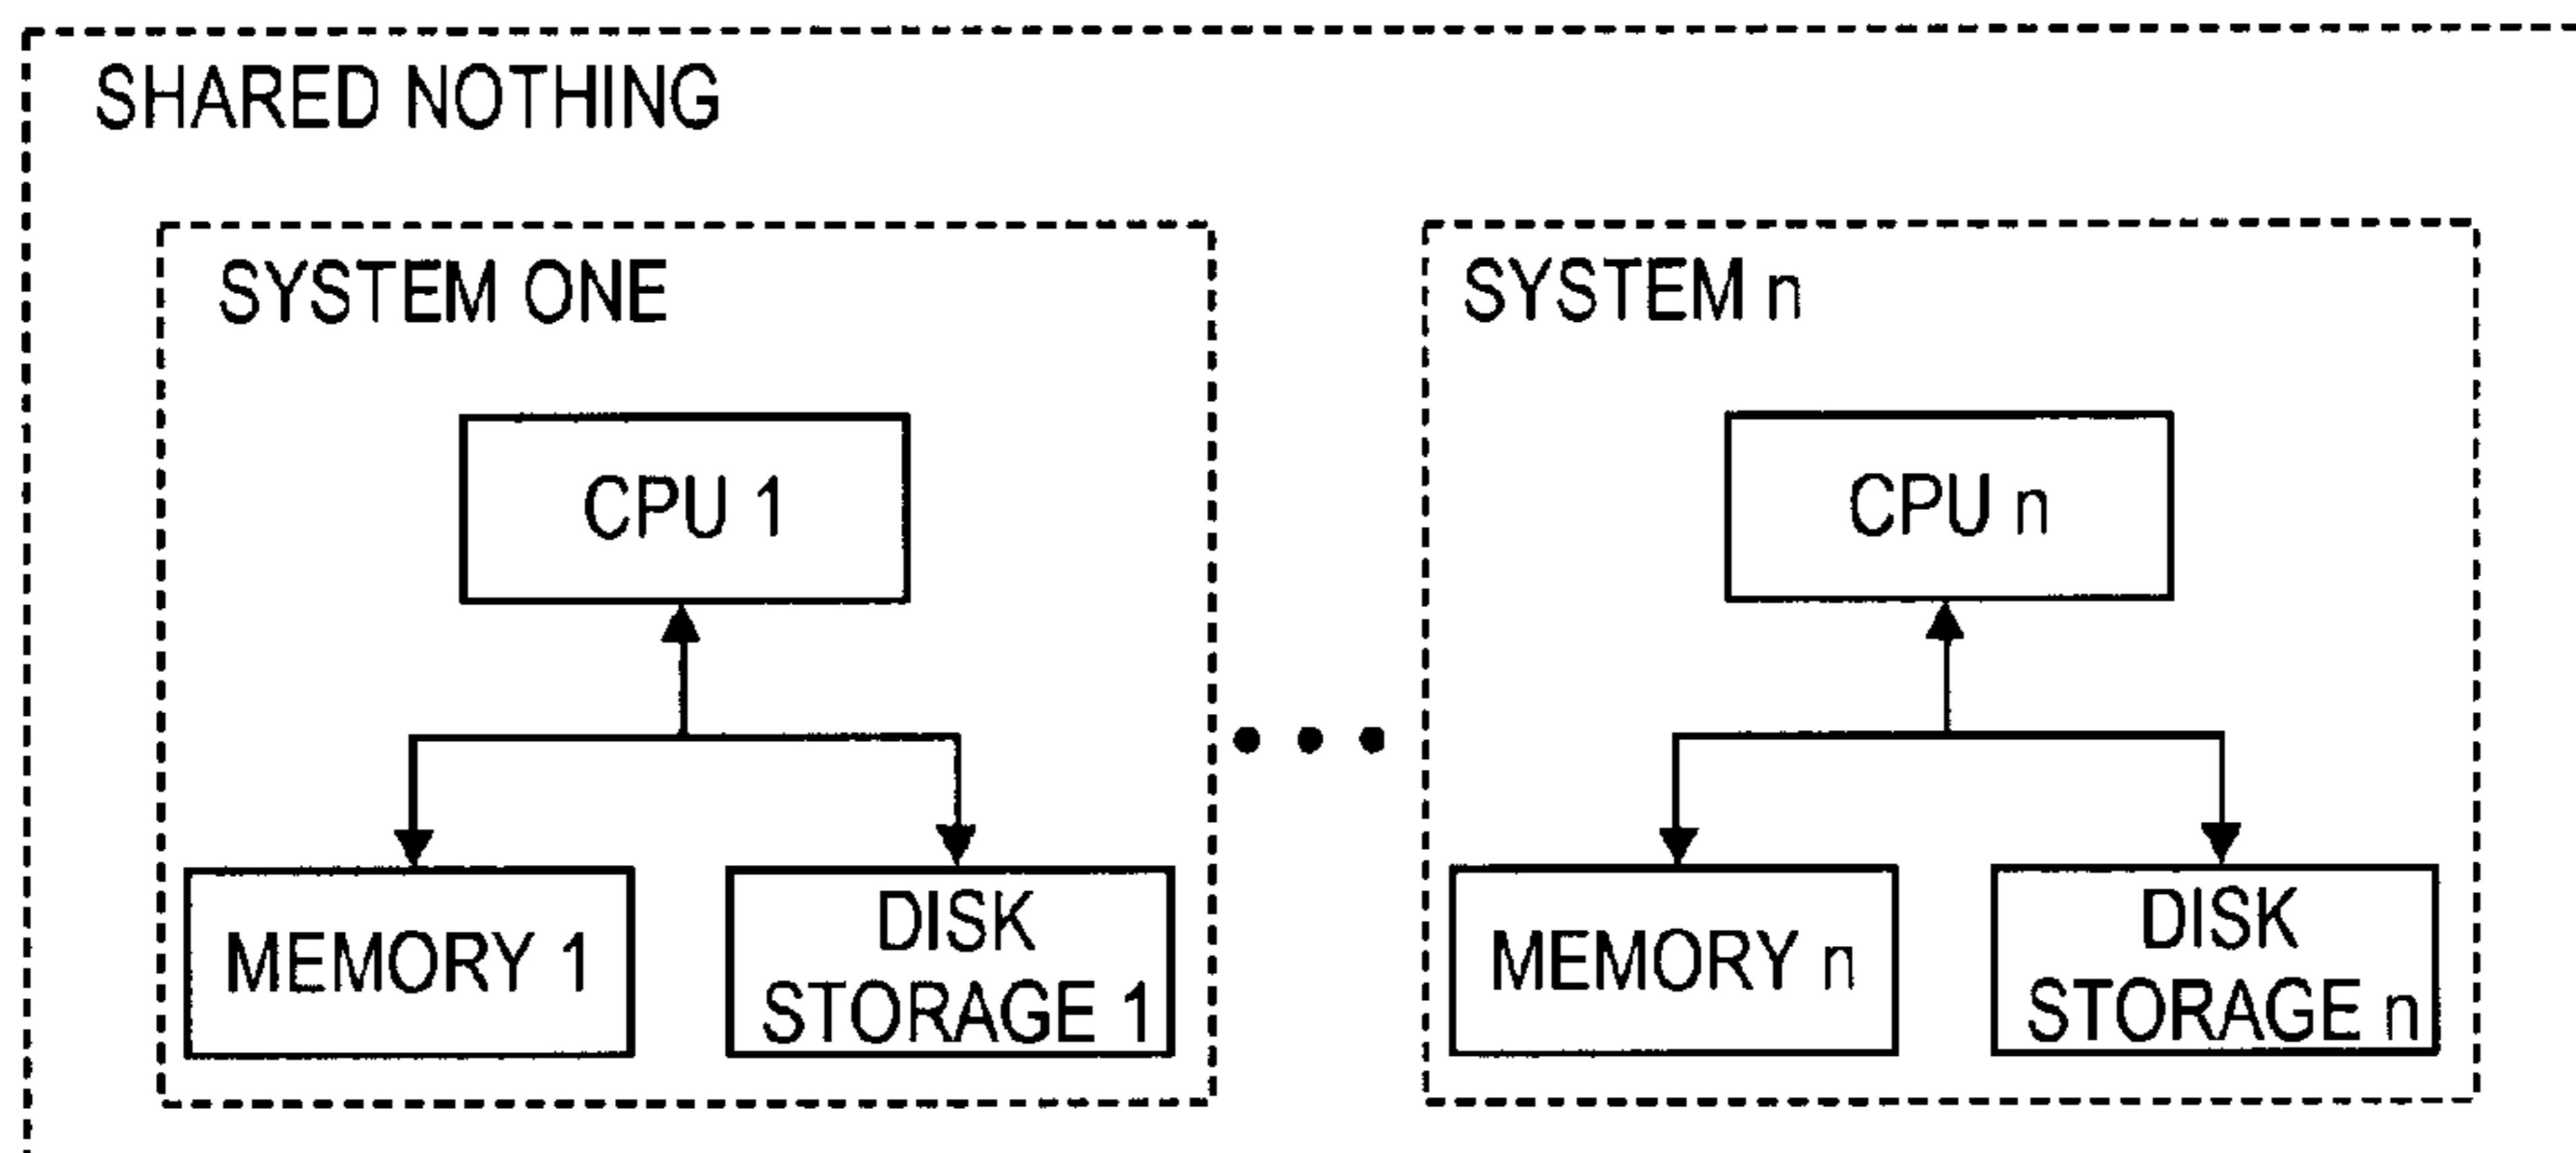 SHARED NOTHING
SYSTEM ONE
CPU 1
MEMORY 1
DISK
STORAGE 1
SYSTEM n
CPU n
MEMORY n
DISK
STORAGE n